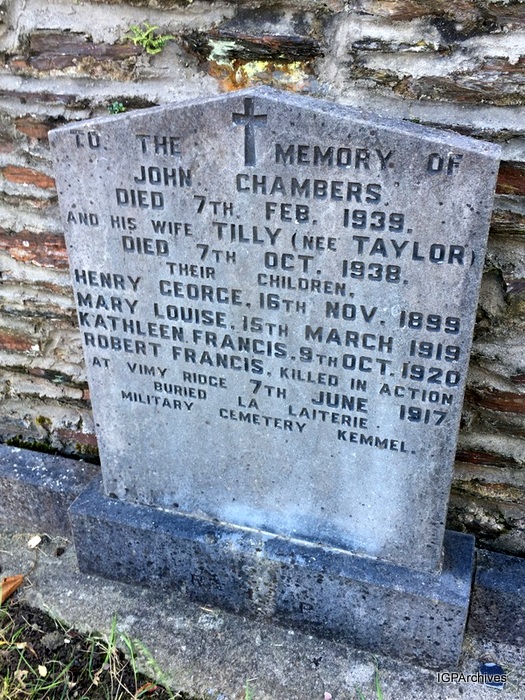 TO THE MEMORY OF
JOHN CHAMBERS.
DIED 7TH. FEB. 1939.
AND HIS WIFE TILLY (NEE TAYLOR)
DIED 7TH OCT. 1938.
THEIR CHILDREN.
HENRY GEORGE. 16TH NOV. 1899
MARY LOUISE. 15TH MARCH 1919
KATHLEEN FRANCIS. 9TH OCT. 1920
ROBERT FRANCIS. KILLED IN ACTION
AT VIMY RIDGE 7TH JUNE 1917.
BURIED LA LAITERIE
MILITARY CEMETERY KEMMEL.
R I P
IGPArchives